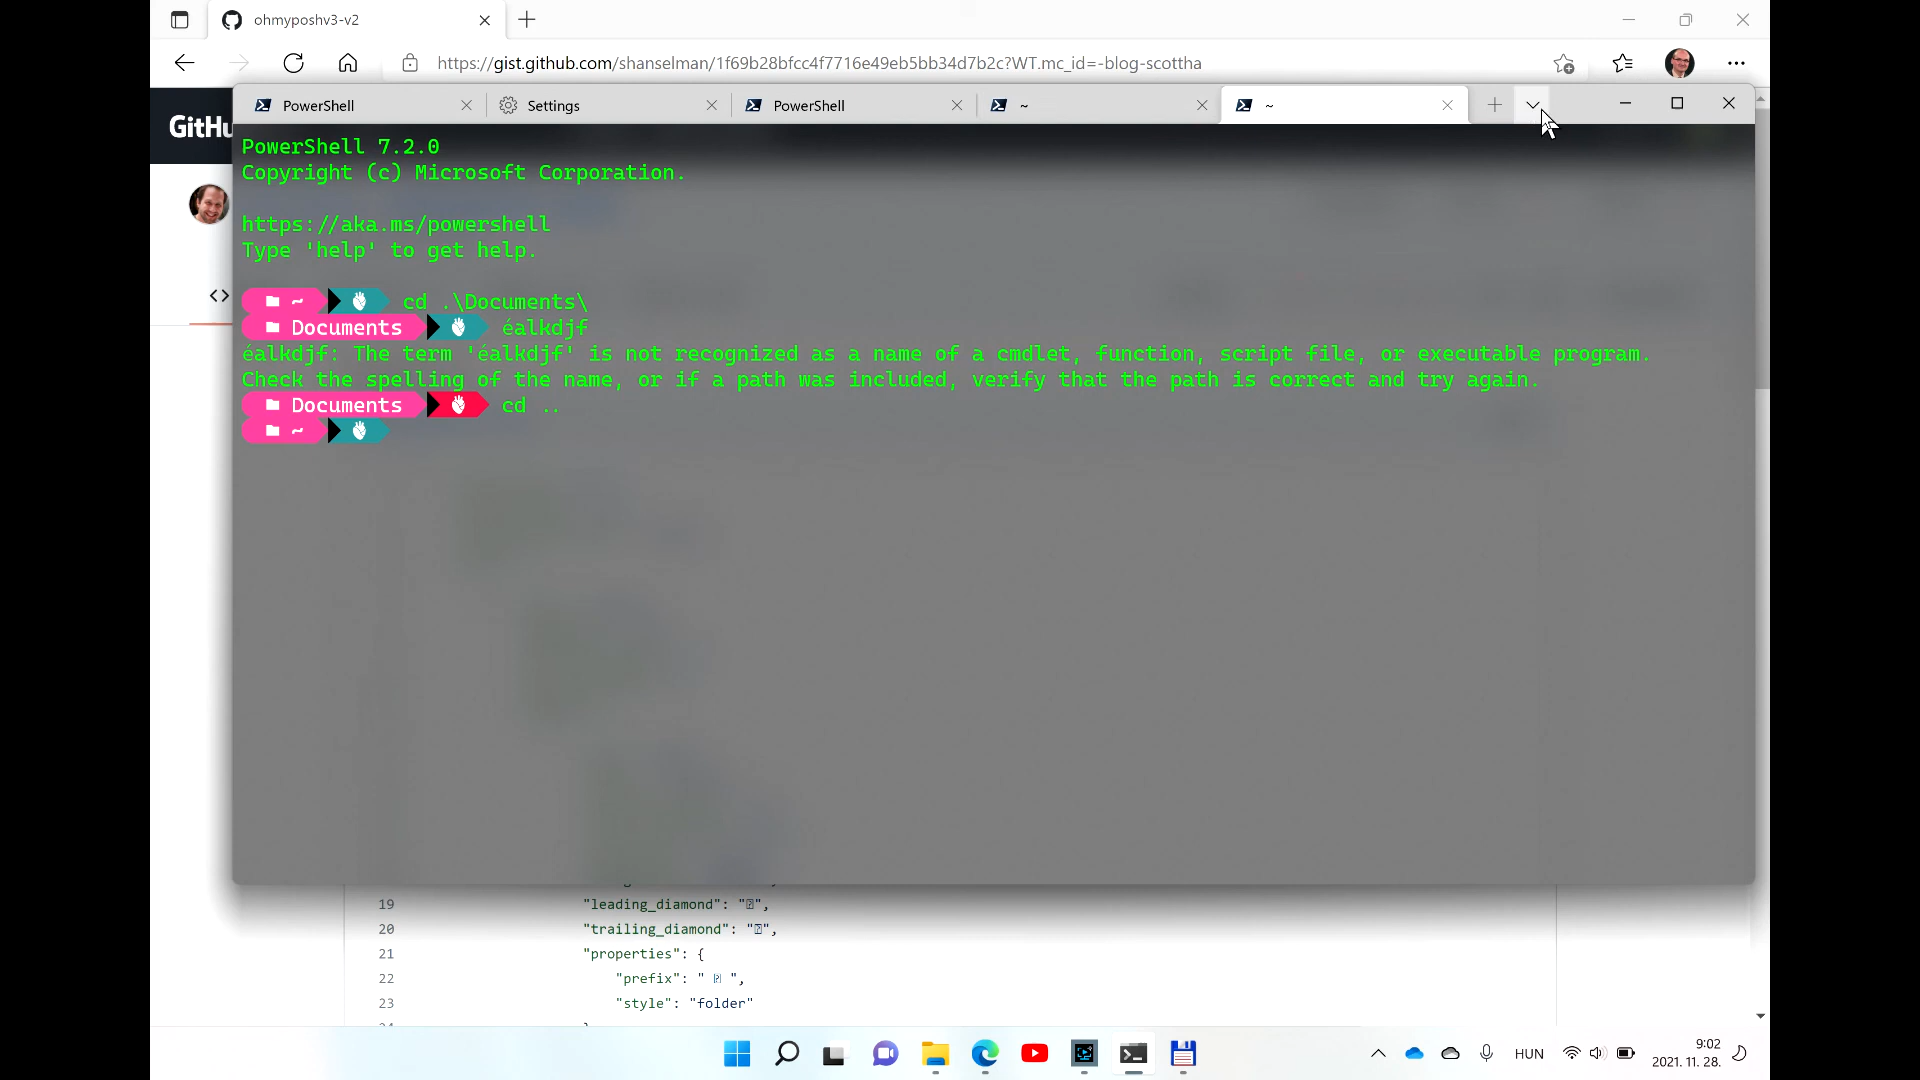 ohmyposhv3-v2
https://gist.github.com/shanselman/1f69b28bfcc4f7716e49eb5bb34d7b2c?WT.mc_id=-blog-scottha
PowerShell
Settings
PowerShell
~
~
GitHu
PowerShell 7.2.0
Copyright (c) Microsoft Corporation.
https://aka.ms/powershell
Type 'help' to get help.
~ cd .\Documents\
Documents éalkdjf
éalkdjf: The term 'éalkdjf' is not recognized as a name of a cmdlet, function, script file, or executable program.
Check the spelling of the name, or if a path was included, verify that the path is correct and try again.
Documents cd ..
~
19 "leading_diamond": "",
20 "trailing_diamond": "",
21 "properties": {
22 "prefix": "  ",
23 "style": "folder"
HUN
9:02
2021. 11. 28.